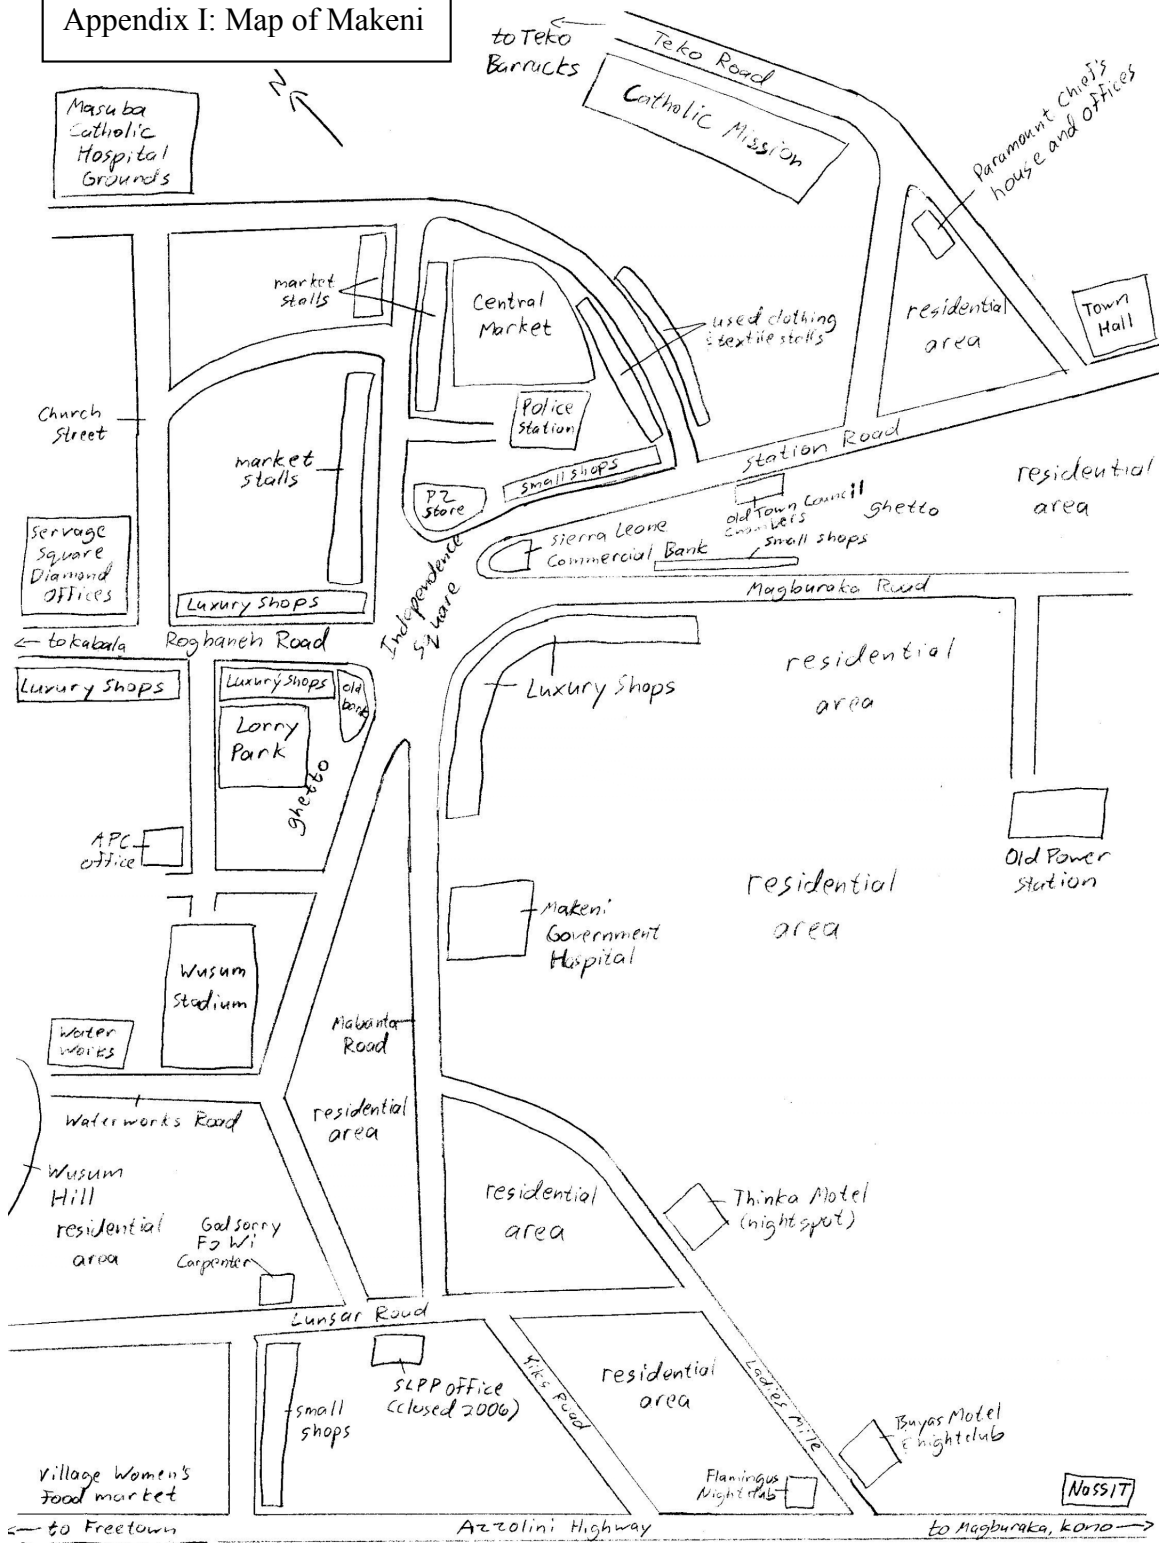 Appendix I: Map of Makeni
to Teko
Barrucks
Teko Road
N
Masuba
Catholic
Hospital
Grounds
Catholic Mission
Paramount Chief's
house and offices
market
stalls
Central
Market
used clothing
& textile stalls
residential
area
Town
Hall
Church
Street
Police
Station
market
stalls
small shops
PZ
Store
Station Road
residential
area
Old Town Council
Chambers
ghetto
Sierra Leone
Commercial Bank
small shops
Servage
Square
Diamond
Offices
Luxury Shops
Independence
Square
Magburaka Road
← to Kabala
Roghaneh Road
residential
area
Luxury Shops
Luxury Shops
old
bank
Luxury Shops
Lorry
Park
ghetto
APC
office
Old Power
Station
residential
area
Makeni
Government
Hospital
Wusum
Stadium
Water
works
Mabanta
Road
Waterworks Road
residential
area
Wusum
Hill
residential
area
Thinka Motel
(nightspot)
residential
area
God sorry
Fɔ Wi
Carpenter
Lunsar Road
SLPP office
(closed 2006)
Yiks Road
residential
area
Ladies Mile
small
shops
Buyas Motel
& nightclub
Village Women's
Food market
Flamingus
Nightclub
NaSSIT
← to Freetown
Azzolini Highway
to Magburaka, Kono →